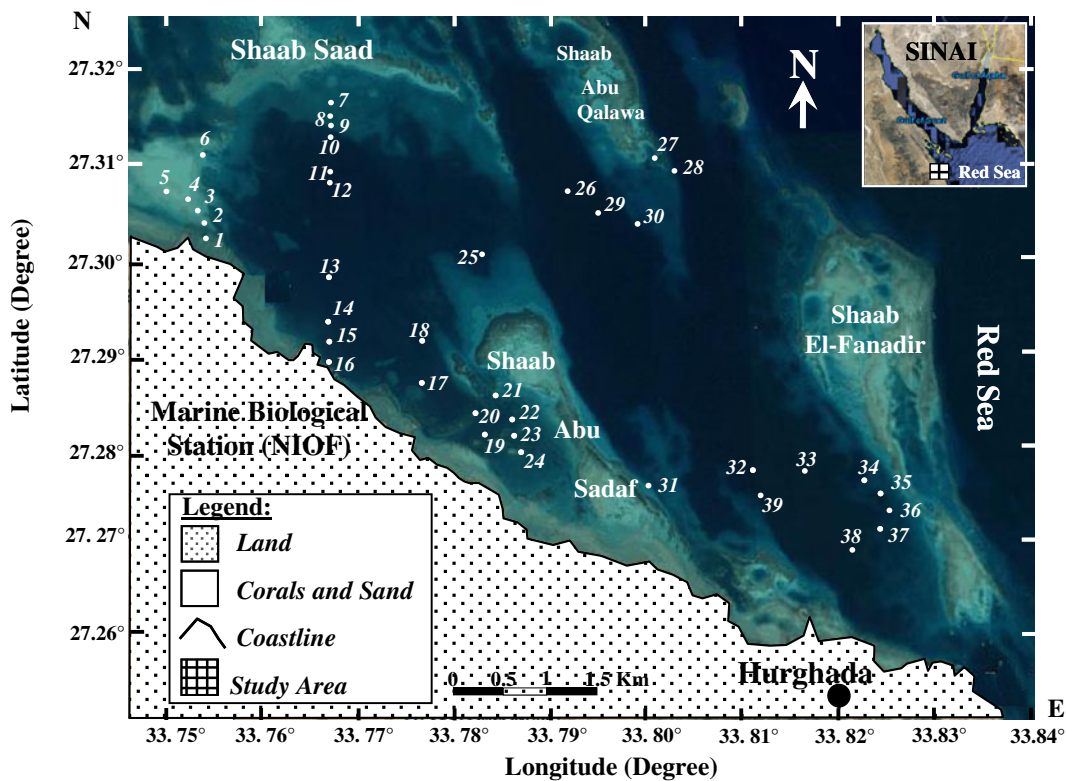 N
Shaab Saad
Shaab
Abu
Qalawa
N
SINAI
Red Sea
27.32°
27.31°
27.30°
27.29°
27.28°
27.27°
27.26°
Latitude (Degree)
7
8
9
10
11
12
6
5
4
3
2
1
27
28
26
29
30
13
25
14
15
16
18
17
Shaab
21
20
22
19
23
24
Abu
Sadaf
31
Shaab
El-Fanadir
Red Sea
32
33
34
35
39
36
37
38
Marine Biological
Station (NIOF)
Legend:
Land
Corals and Sand
Coastline
Study Area
0 0.5 1 1.5 Km
Hurghada
E
33.75° 33.76° 33.77° 33.78° 33.79° 33.80° 33.81° 33.82° 33.83° 33.84°
Longitude (Degree)